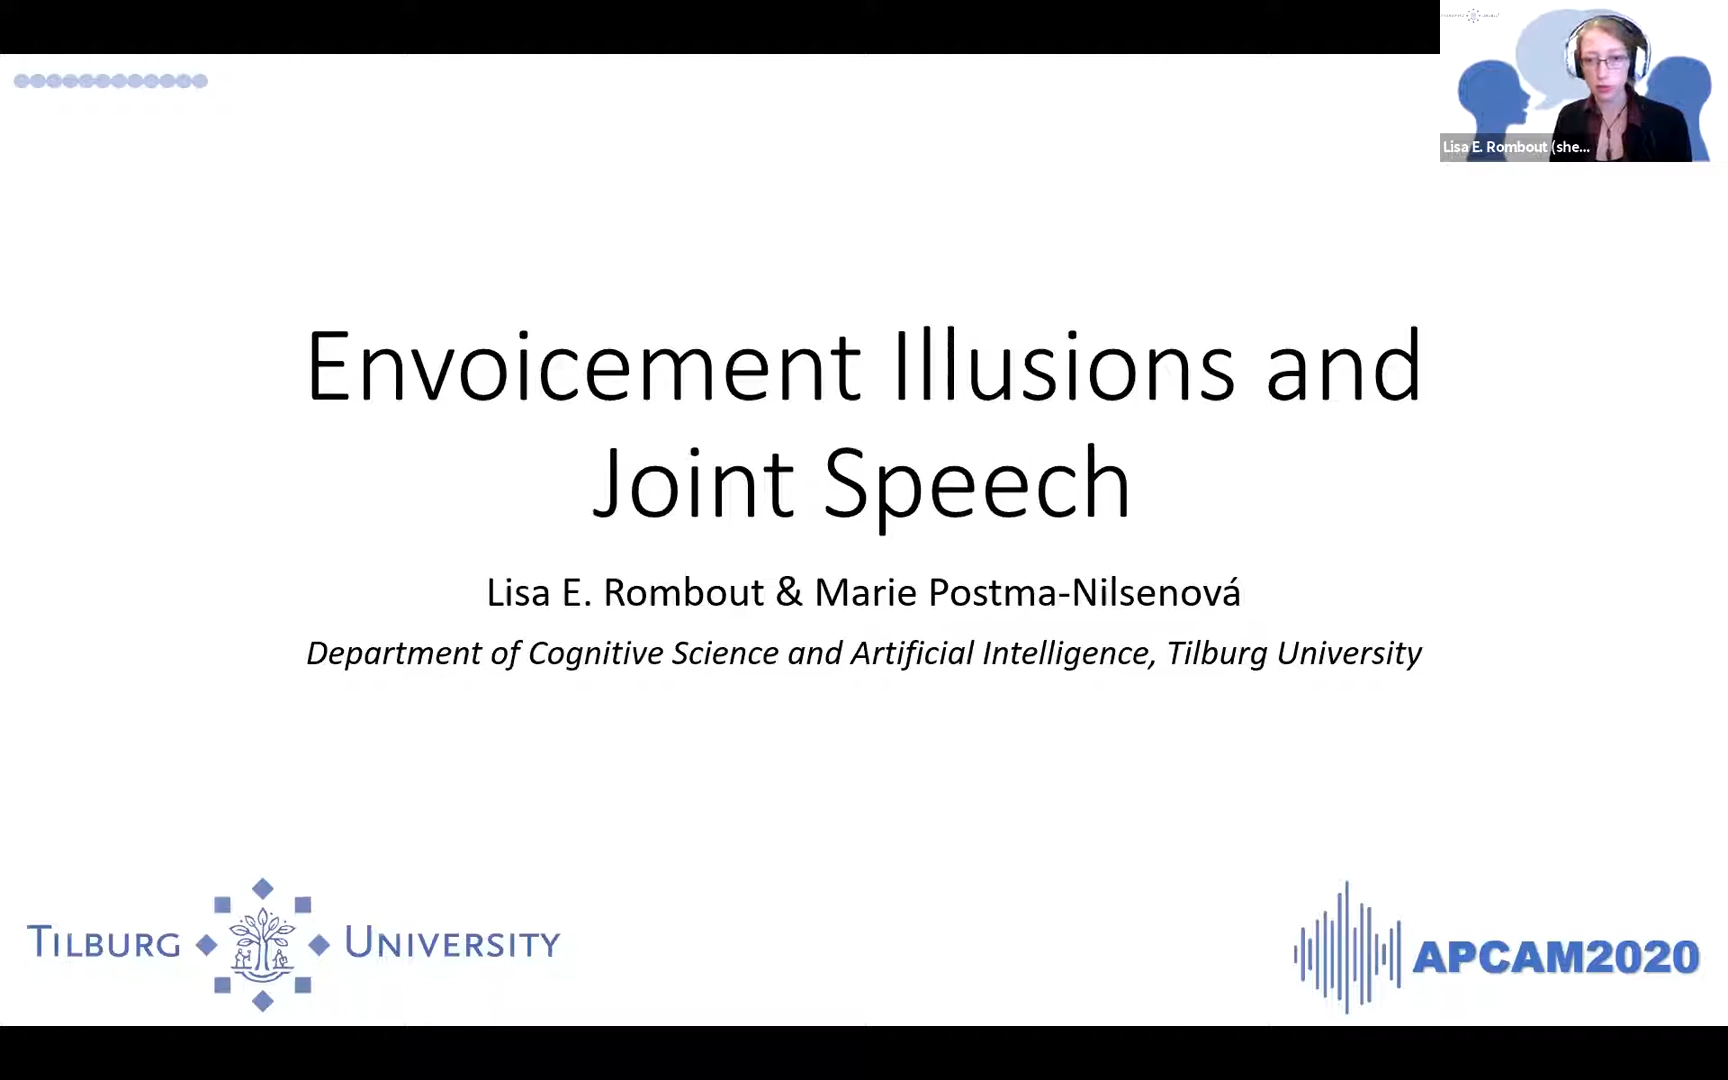 Lisa E. Rombout (she...
Envoicement Illusions and
Joint Speech
Lisa E. Rombout & Marie Postma-Nilsenová
Department of Cognitive Science and Artificial Intelligence, Tilburg University
TILBURG UNIVERSITY
APCAM2020